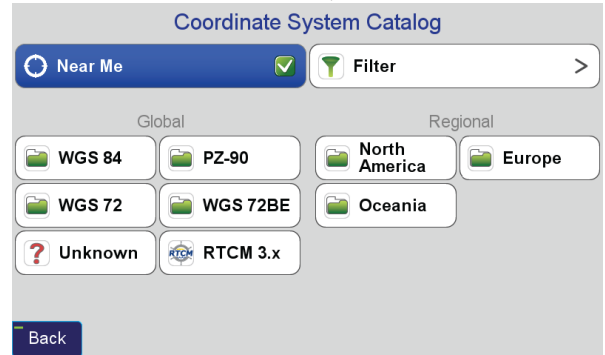 Coordinate System Catalog
Near Me
Filter >
Global
Regional
WGS 84
PZ-90
North
America
Europe
WGS 72
WGS 72BE
Oceania
? Unknown
RTCM RTCM 3.x
Back